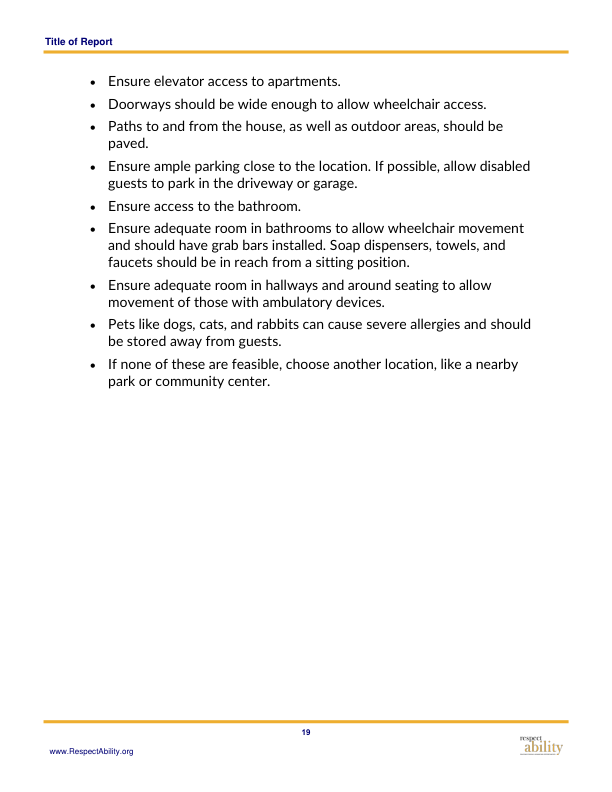 Title of Report
• Ensure elevator access to apartments.
• Doorways should be wide enough to allow wheelchair access.
• Paths to and from the house, as well as outdoor areas, should be
paved.
• Ensure ample parking close to the location. If possible, allow disabled
guests to park in the driveway or garage.
• Ensure access to the bathroom.
• Ensure adequate room in bathrooms to allow wheelchair movement
and should have grab bars installed. Soap dispensers, towels, and
faucets should be in reach from a sitting position.
• Ensure adequate room in hallways and around seating to allow
movement of those with ambulatory devices.
• Pets like dogs, cats, and rabbits can cause severe allergies and should
be stored away from guests.
• If none of these are feasible, choose another location, like a nearby
park or community center.
19
www.RespectAbility.org
respect
ability